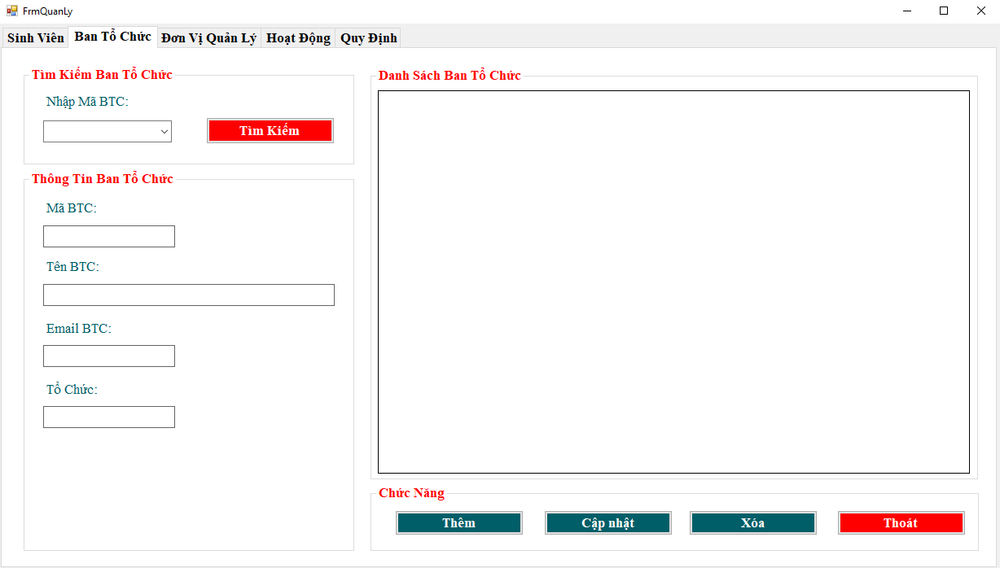 FrmQuanLy
Sinh Viên Ban Tổ Chức Đơn Vị Quản Lý Hoạt Động Quy Định
Tìm Kiếm Ban Tổ Chức
Nhập Mã BTC:
Tìm Kiếm
Thông Tin Ban Tổ Chức
Mã BTC:
Tên BTC:
Email BTC:
Tổ Chức:
Danh Sách Ban Tổ Chức
Chức Năng
Thêm Cập nhật Xóa Thoát